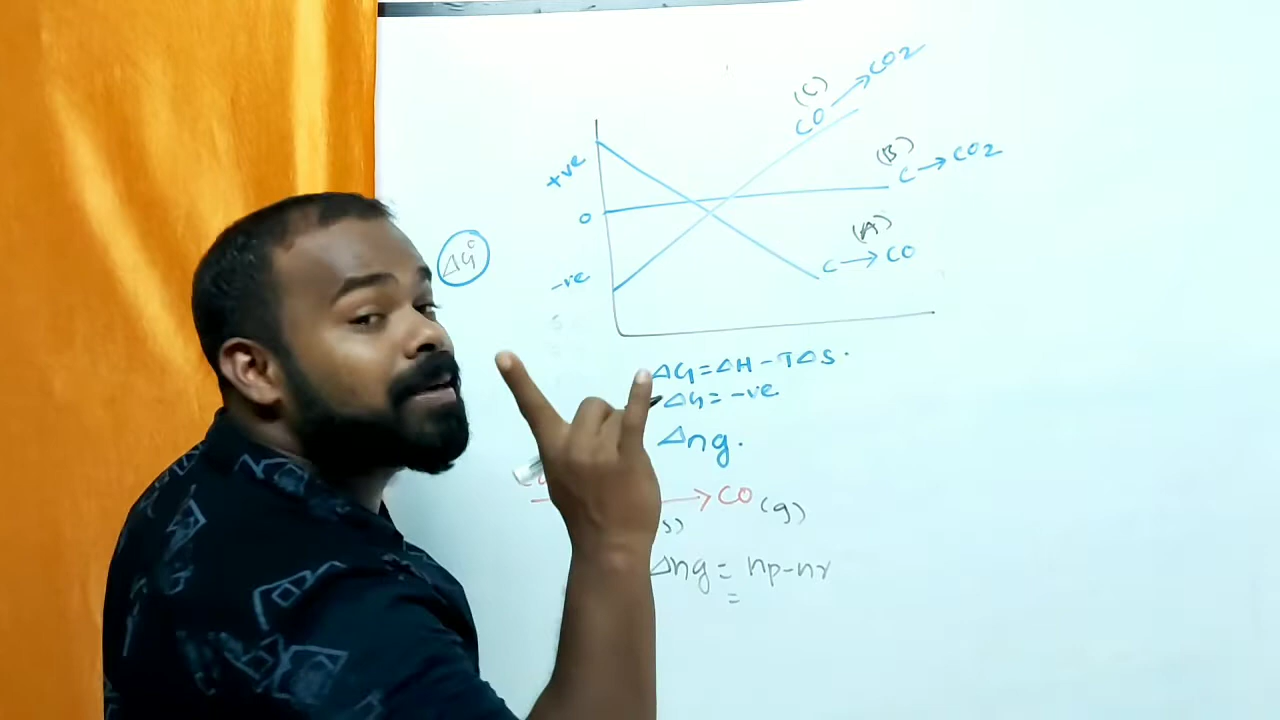 (C)
CO → CO2
+ve
(B)
C → CO2
0
(A)
C → CO
ΔG°
-ve
ΔG = ΔH - TΔS.
ΔG = -ve
Δng.
→ CO (g)
Δng = np-nr
=